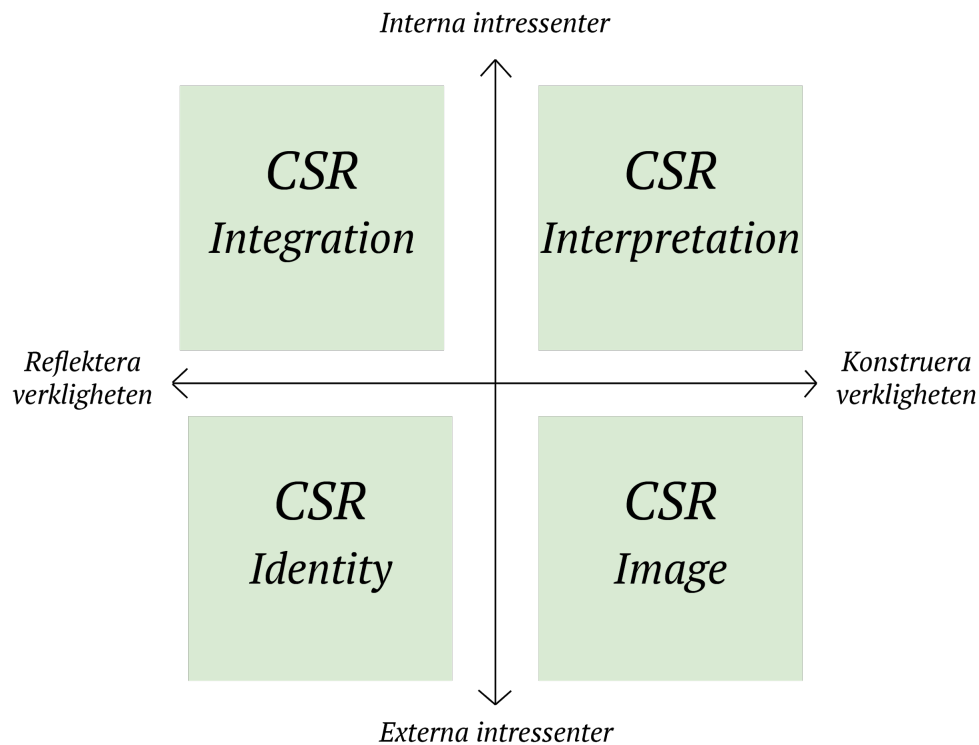 Interna intressenter
CSR
Integration
CSR
Interpretation
Reflektera
verkligheten
Konstruera
verkligheten
CSR
Identity
CSR
Image
Externa intressenter